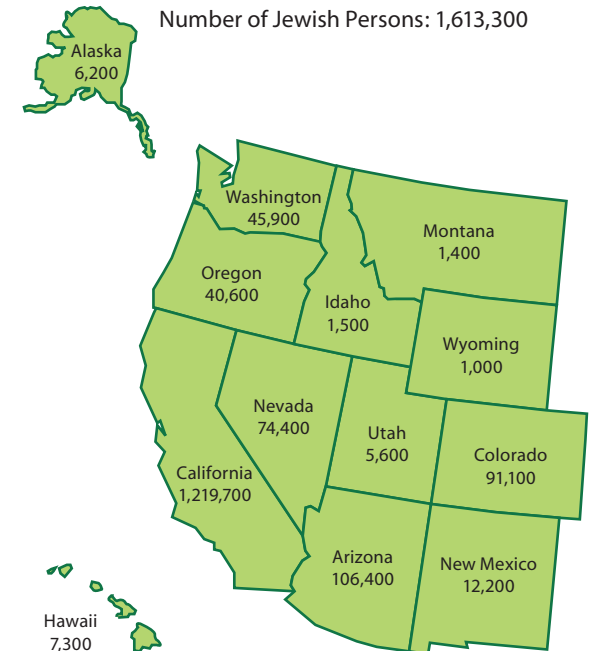 Number of Jewish Persons: 1,613,300
Alaska
6,200
Washington
45,900
Montana
1,400
Oregon
40,600
Idaho
1,500
Wyoming
1,000
Nevada
74,400
Utah
5,600
Colorado
91,100
California
1,219,700
Arizona
106,400
New Mexico
12,200
Hawaii
7,300